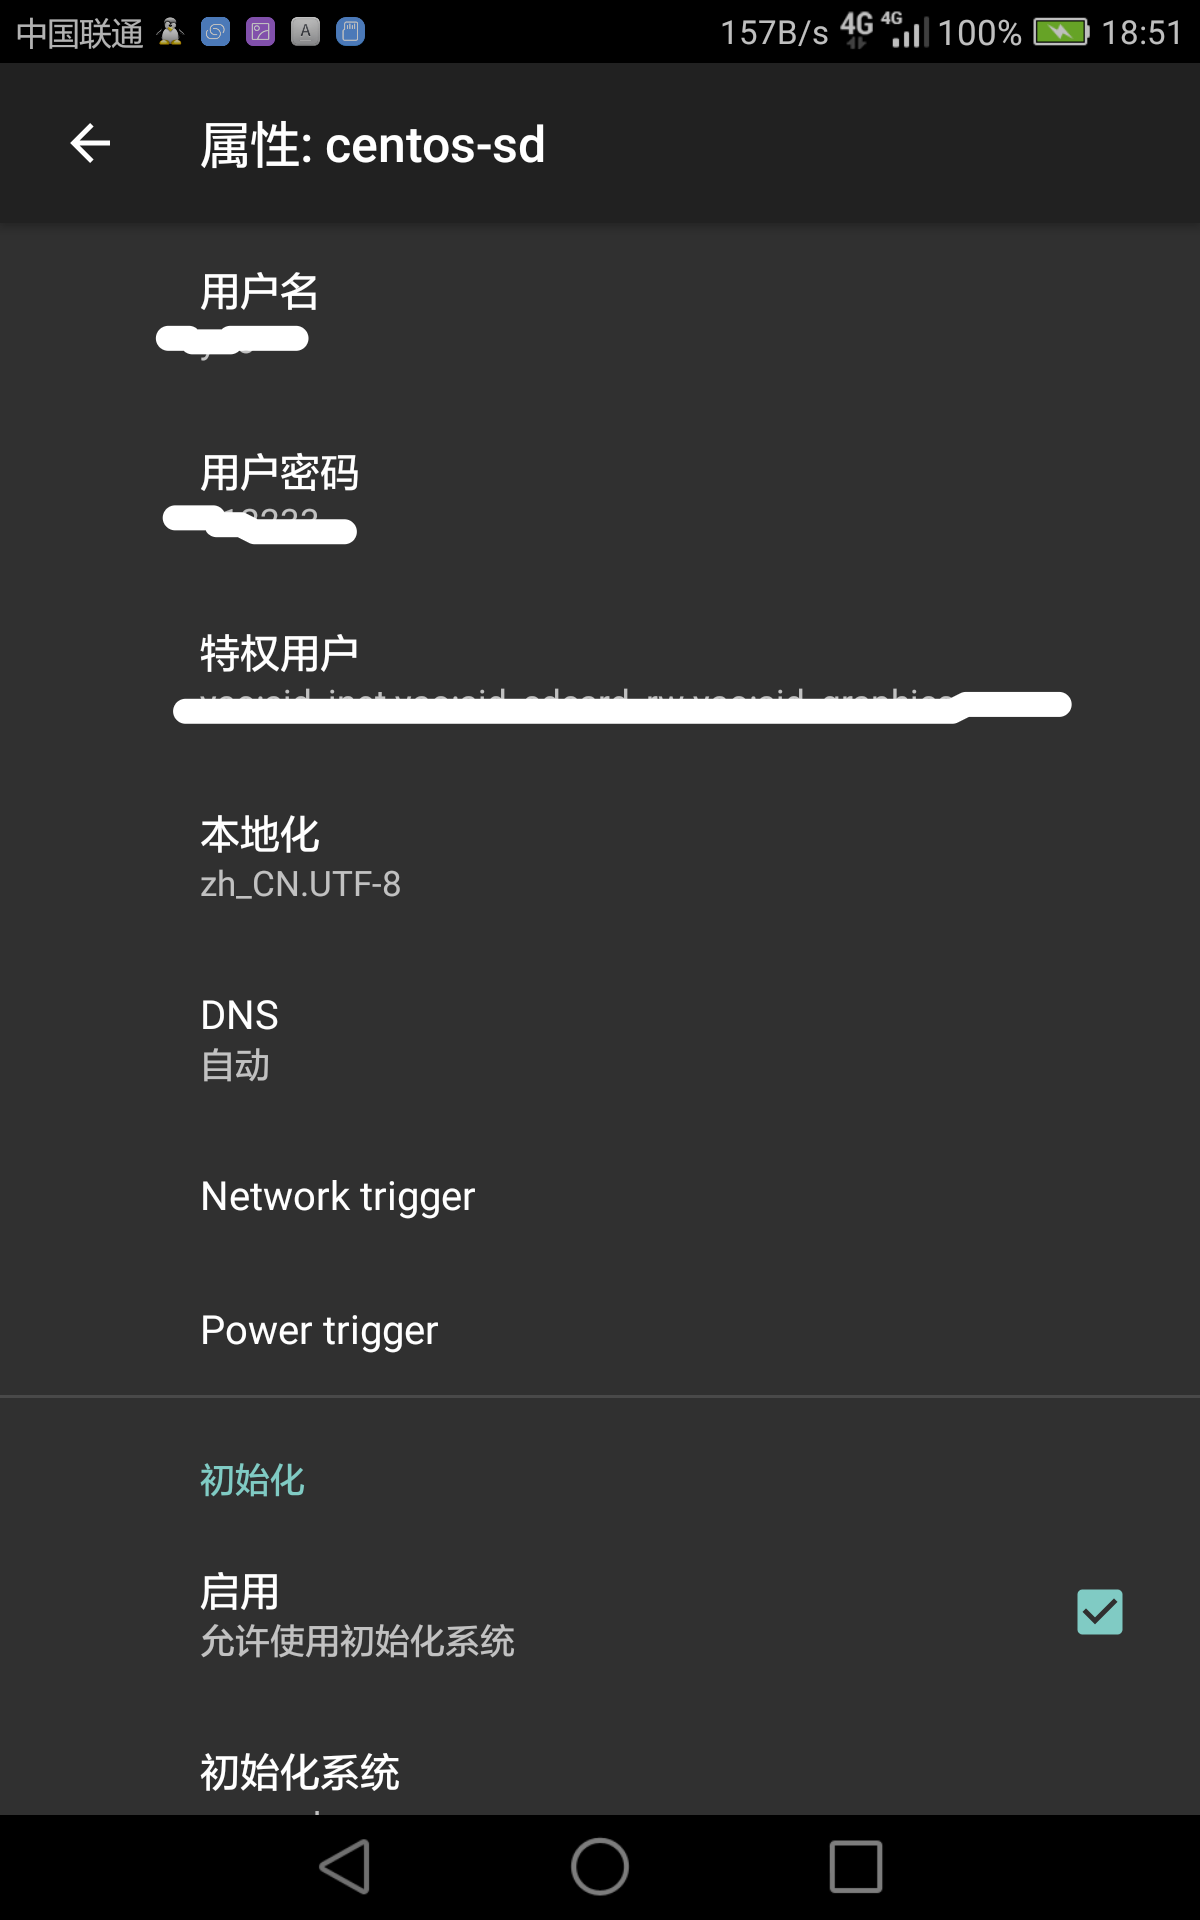 中国联通 157B/s 4G 4G 100% 18:51
属性: centos-sd
用户名
用户密码
特权用户
本地化
zh_CN.UTF-8
DNS
自动
Network trigger
Power trigger
初始化
启用
允许使用初始化系统
初始化系统